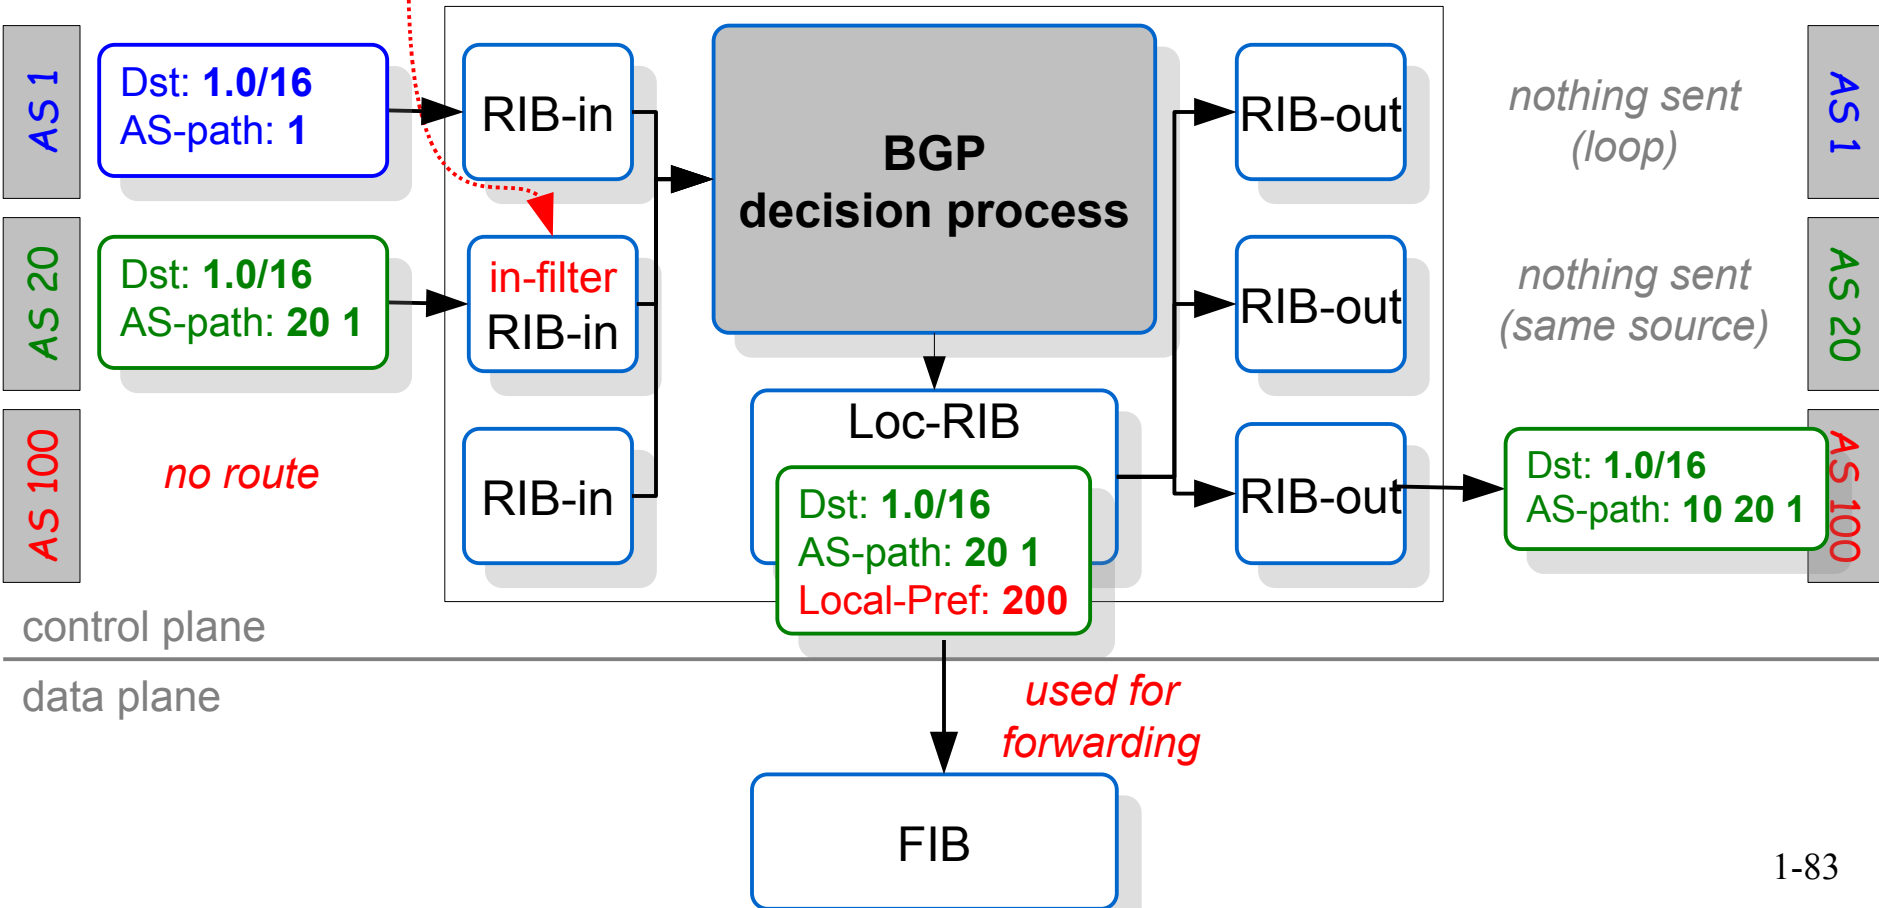 AS 1
Dst: 1.0/16
AS-path: 1
RIB-in
BGP
decision process
RIB-out
nothing sent
(loop)
AS 1
AS 20
Dst: 1.0/16
AS-path: 20 1
in-filter
RIB-in
RIB-out
nothing sent
(same source)
AS 20
AS 100
no route
RIB-in
Loc-RIB
Dst: 1.0/16
AS-path: 20 1
Local-Pref: 200
RIB-out
Dst: 1.0/16
AS-path: 10 20 1
AS 100
control plane
data plane
used for
forwarding
FIB
1-83